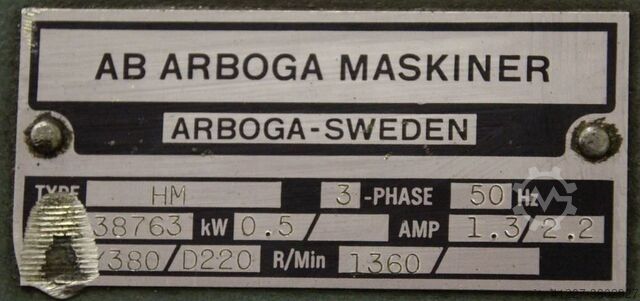 AB ARBOGA MASKINER
ARBOGA-SWEDEN
TYPE HM 3-PHASE 50 Hz
38763 kW 0.5/ AMP 1.3/2.2
/380/D220 R/Min 1360/